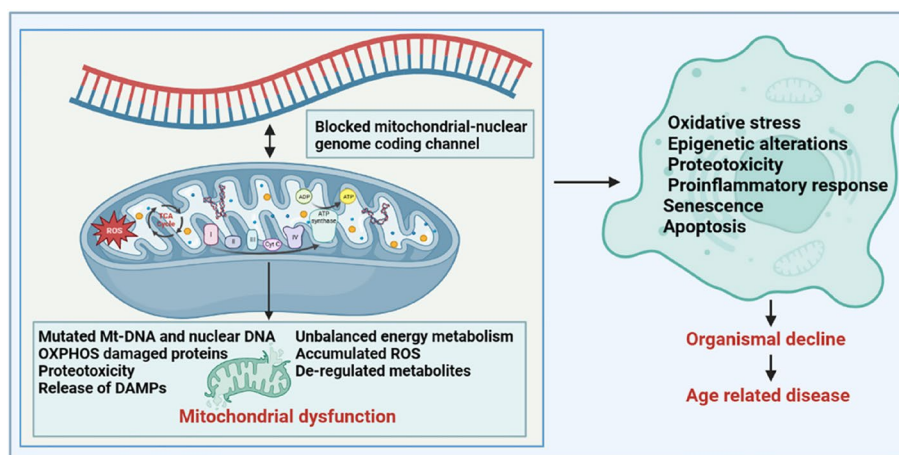 Blocked mitochondrial-nuclear
genome coding channel
ROS
TCA
Cycle
I
II
III
Cyt C
IV
ADP
ATP
ATP
synthase
Mutated Mt-DNA and nuclear DNA
OXPHOS damaged proteins
Proteotoxicity
Release of DAMPs
Unbalanced energy metabolism
Accumulated ROS
De-regulated metabolites
Mitochondrial dysfunction
Oxidative stress
Epigenetic alterations
Proteotoxicity
Proinflammatory response
Senescence
Apoptosis
Organismal decline
Age related disease